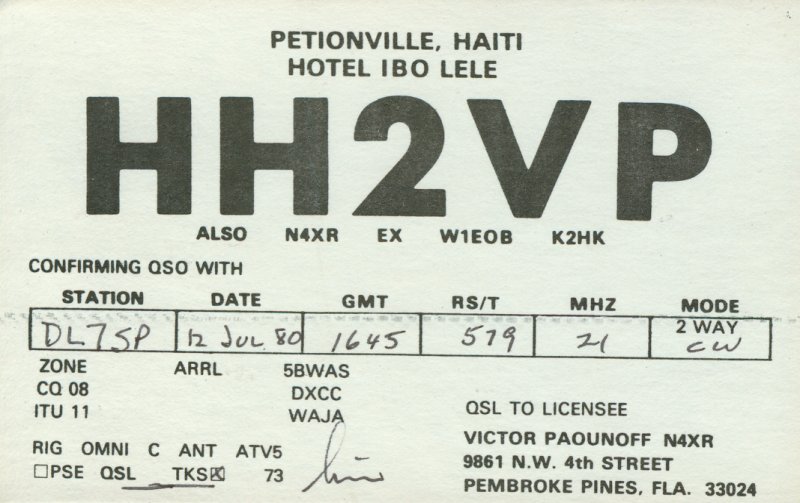 PETIONVILLE, HAITI
HOTEL IBO LELE
HH2VP
ALSO N4XR EX W1EOB K2HK
CONFIRMING QSO WITH
STATION DATE GMT RS/T MHZ MODE
DL7SP 12 JUL 80 1645 579 21 2 WAY CW
ZONE ARRL 5BWAS
CQ 08 DXCC
ITU 11 WAJA
QSL TO LICENSEE
RIG OMNI C ANT ATV5
□PSE QSL TKS☒ 73
VICTOR PAOUNOFF N4XR
9861 N.W. 4th STREET
PEMBROKE PINES, FLA. 33024